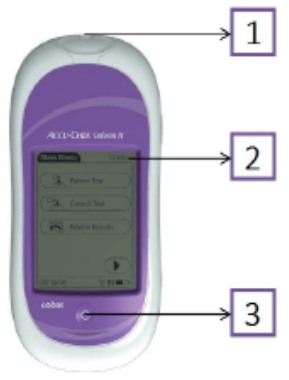 1
ACCU-CHEK Inform II
Main Menu
2
Patient Test
Control Test
Review Results
cobas
3